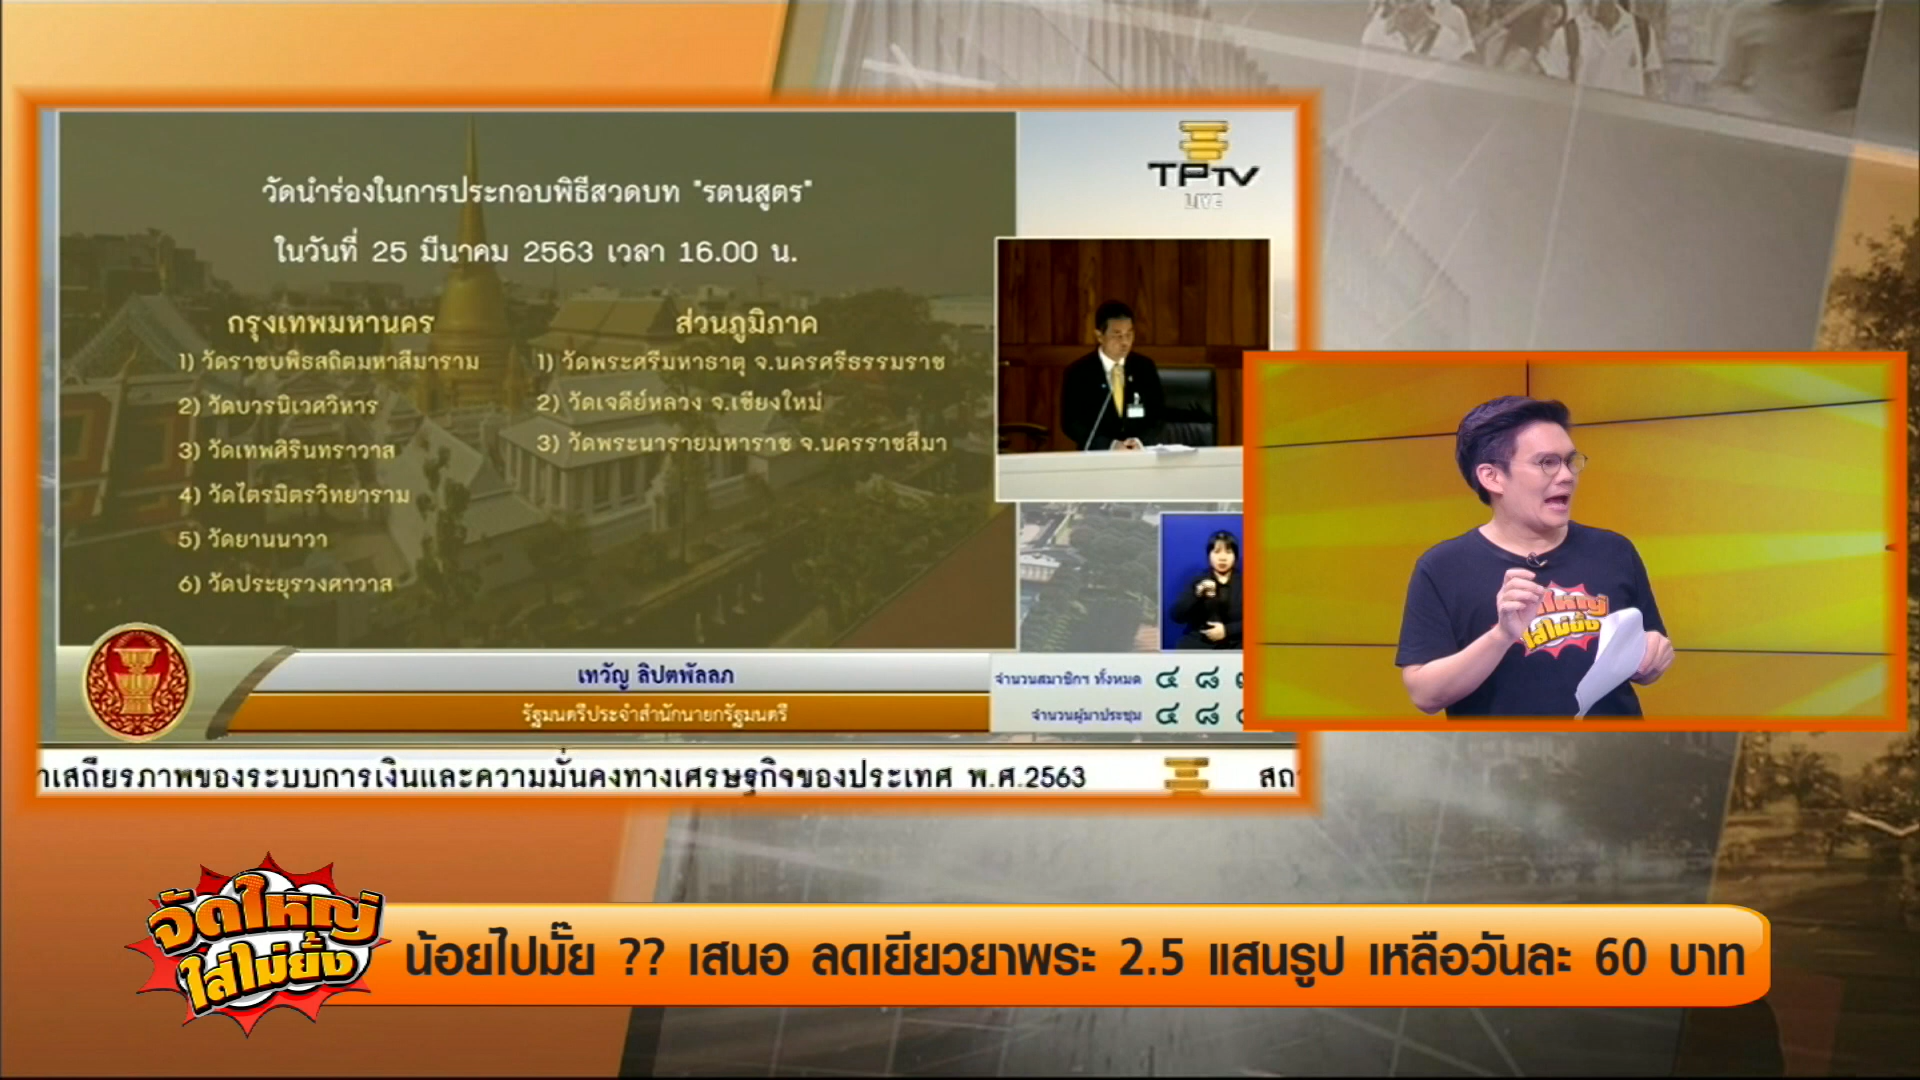 วัดนำร่องในการประกอบพิธีสวดบท "รตนสูตร"
ในวันที่ 25 มีนาคม 2563 เวลา 16.00 น.
กรุงเทพมหานคร
1) วัดราชบพิธสถิตมหาสีมาราม
2) วัดบวรนิเวศวิหาร
3) วัดเทพศิรินทราวาส
4) วัดไตรมิตรวิทยาราม
5) วัดยานนาวา
6) วัดประยุรวงศาวาส
ส่วนภูมิภาค
1) วัดพระศรีมหาธาตุ จ.นครศรีธรรมราช
2) วัดเจดีย์หลวง จ.เชียงใหม่
3) วัดพระนารายมหาราช จ.นครราชสีมา
TPTV
LIVE
เทวัญ ลิปตพัลลภ
รัฐมนตรีประจำสำนักนายกรัฐมนตรี
จำนวนสมาชิกฯ ทั้งหมด ๔ ๘
จำนวนผู้มาประชุม ๔ ๘
เสถียรภาพของระบบการเงินและความมั่นคงทางเศรษฐกิจของประเทศ พ.ศ.2563
จัดใหญ่
ใส่ไม่ยั้ง
จัดใหญ่
ใส่ไม่ยั้ง
น้อยไปมั๊ย ?? เสนอ ลดเยียวยาพระ 2.5 แสนรูป เหลือวันละ 60 บาท